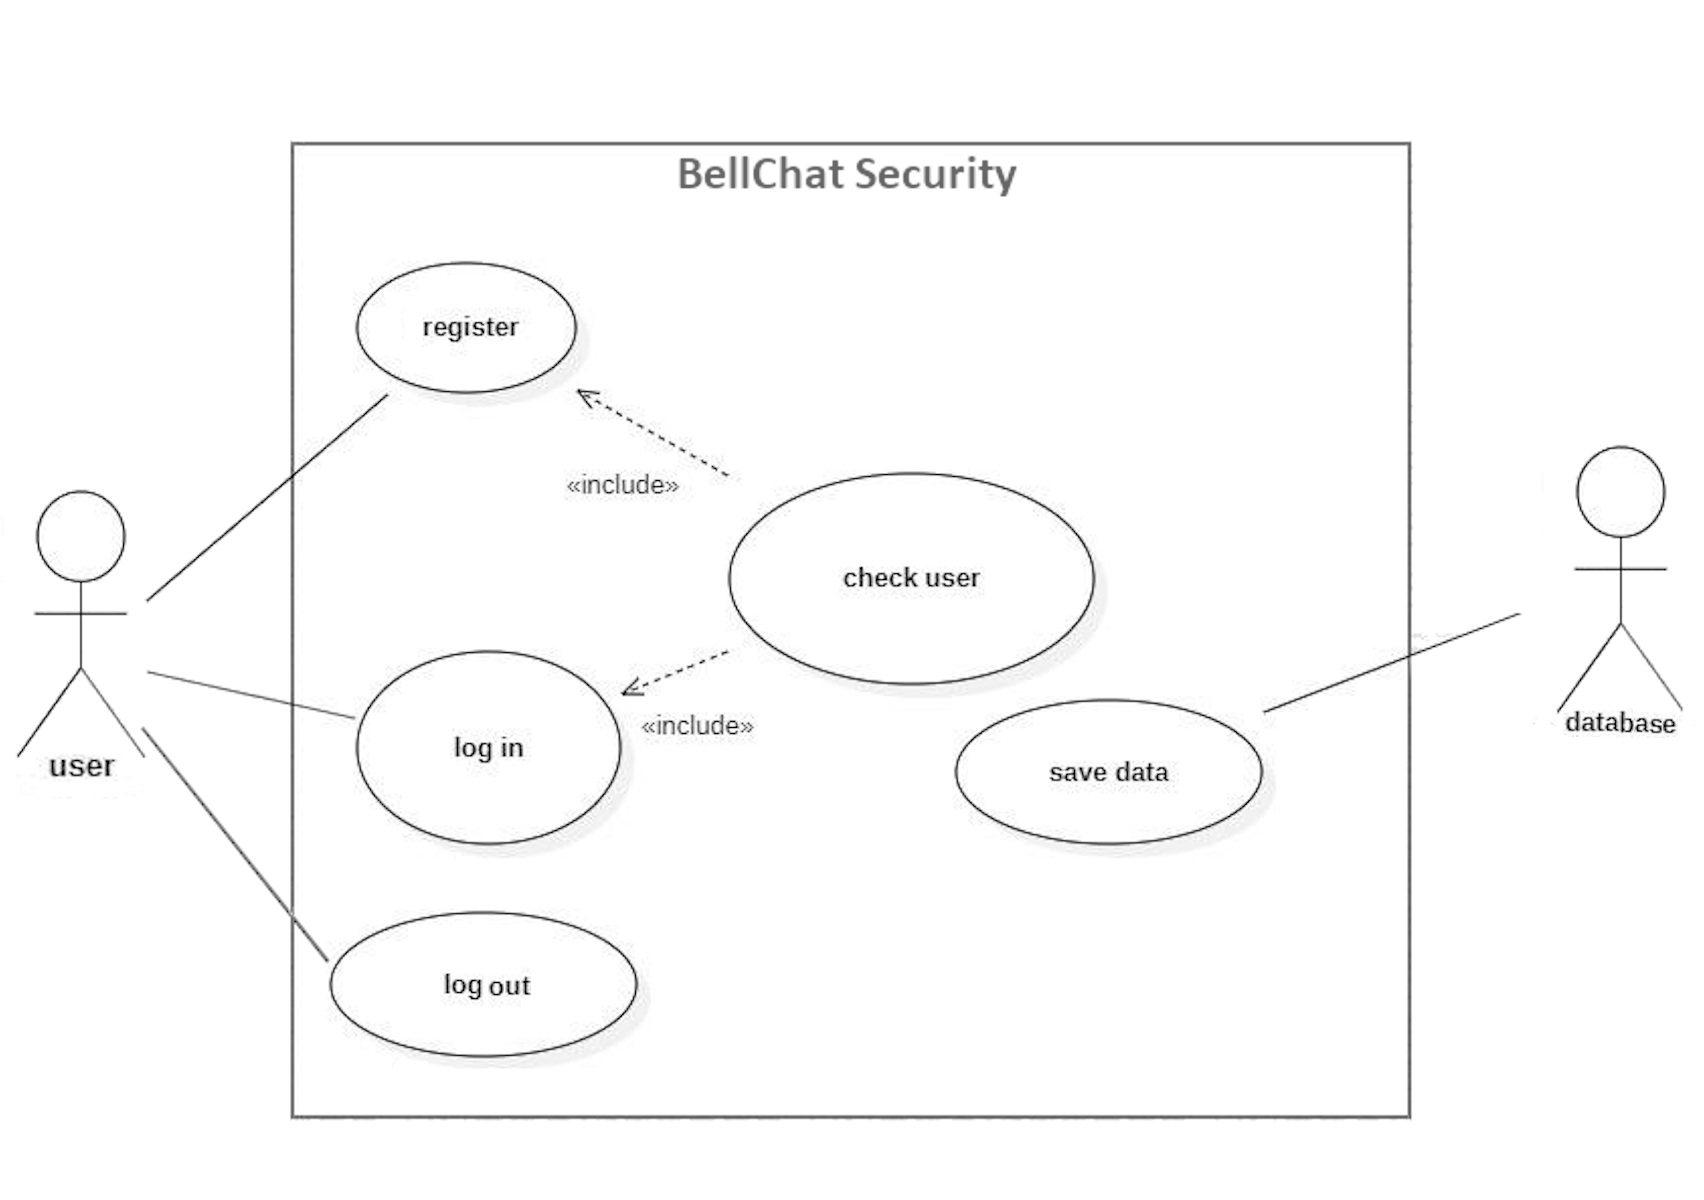 BellChat Security
register
«include»
check user
log in
«include»
save data
database
user
log out